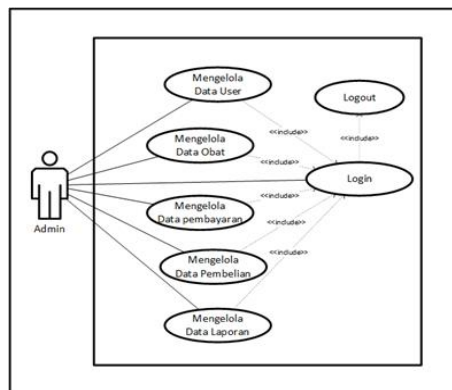 Mengelola
Data User
Logout
<<include>>
<<include>>
Mengelola
Data Obat
<<include>>
Login
Mengelola
Data pembayaran
<<include>>
Admin
<<include>>
Mengelola
Data Pembelian
<<include>>
Mengelola
Data Laporan